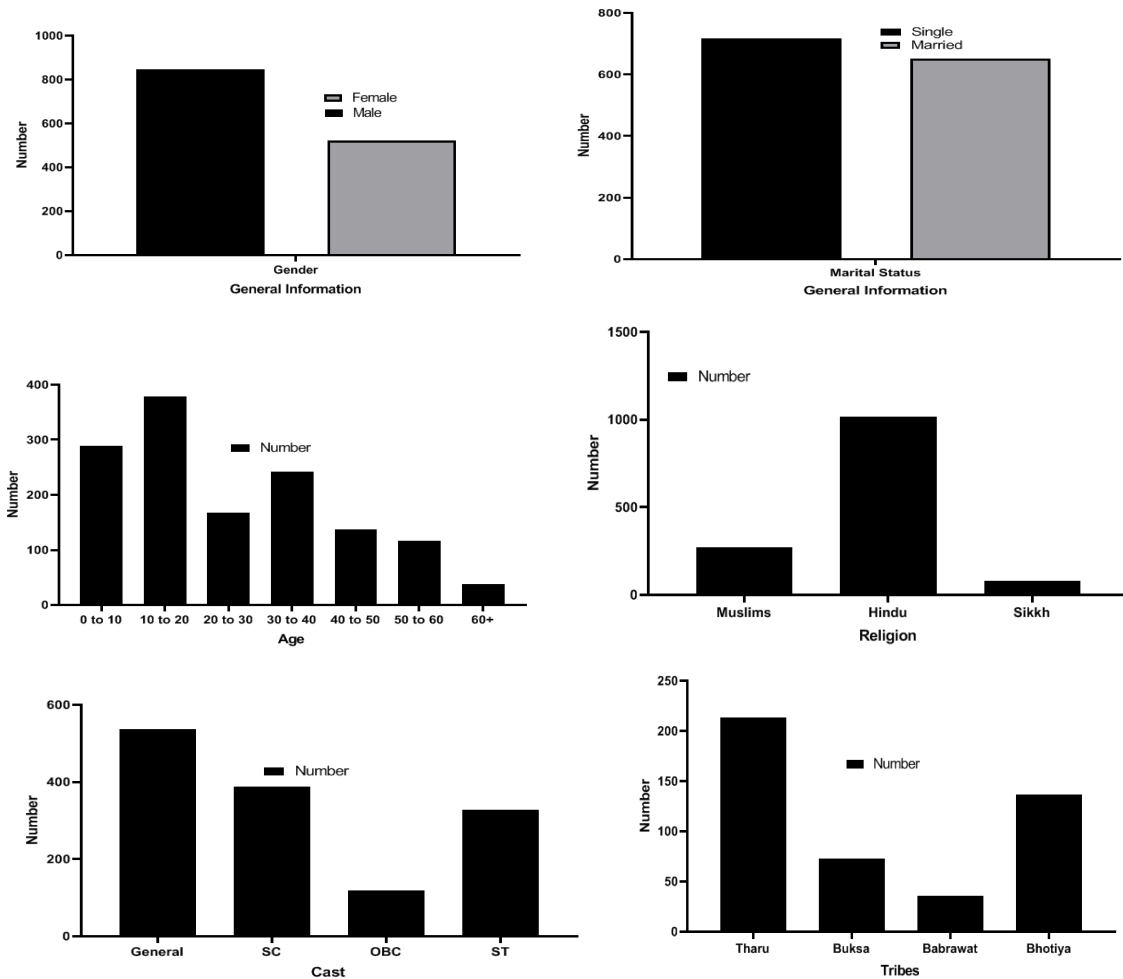 1000
800
600
400
200
0
Number
Female
Male
Gender
General Information
800
600
400
200
0
Number
Single
Married
Marital Status
General Information
400
300
200
100
0
Number
Number
0 to 10 10 to 20 20 to 30 30 to 40 40 to 50 50 to 60 60+
Age
1500
1000
500
0
Number
Number
Muslims Hindu Sikkh
Religion
600
400
200
0
Number
Number
General SC OBC ST
Cast
250
200
150
100
50
0
Number
Number
Tharu Buksa Babrawat Bhotiya
Tribes